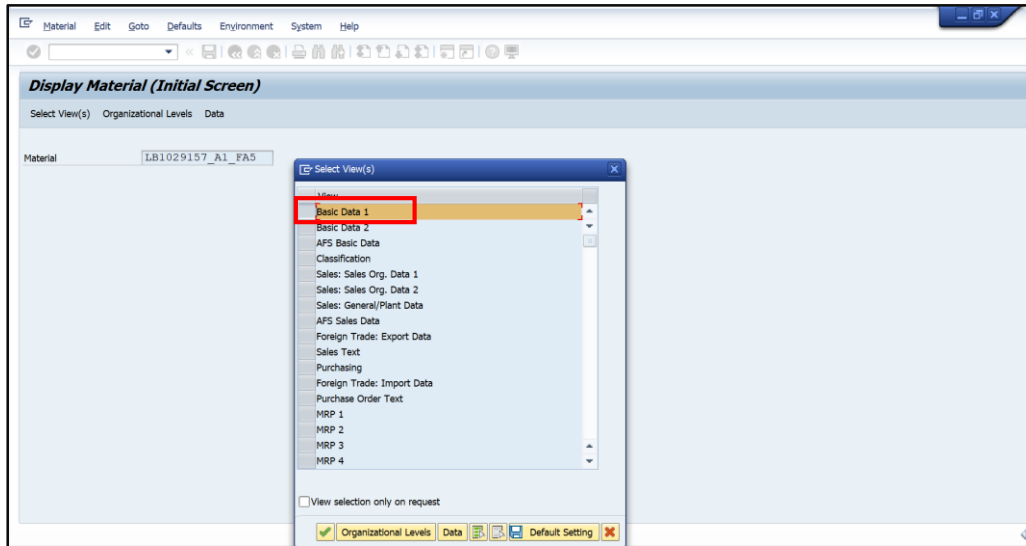 Material Edit Goto Defaults Environment System Help
Display Material (Initial Screen)
Select View(s) Organizational Levels Data
Material LB1029157_A1_FA5
Select View(s)
View
Basic Data 1
Basic Data 2
AFS Basic Data
Classification
Sales: Sales Org. Data 1
Sales: Sales Org. Data 2
Sales: General/Plant Data
AFS Sales Data
Foreign Trade: Export Data
Sales Text
Purchasing
Foreign Trade: Import Data
Purchase Order Text
MRP 1
MRP 2
MRP 3
MRP 4
View selection only on request
Organizational Levels Data Default Setting